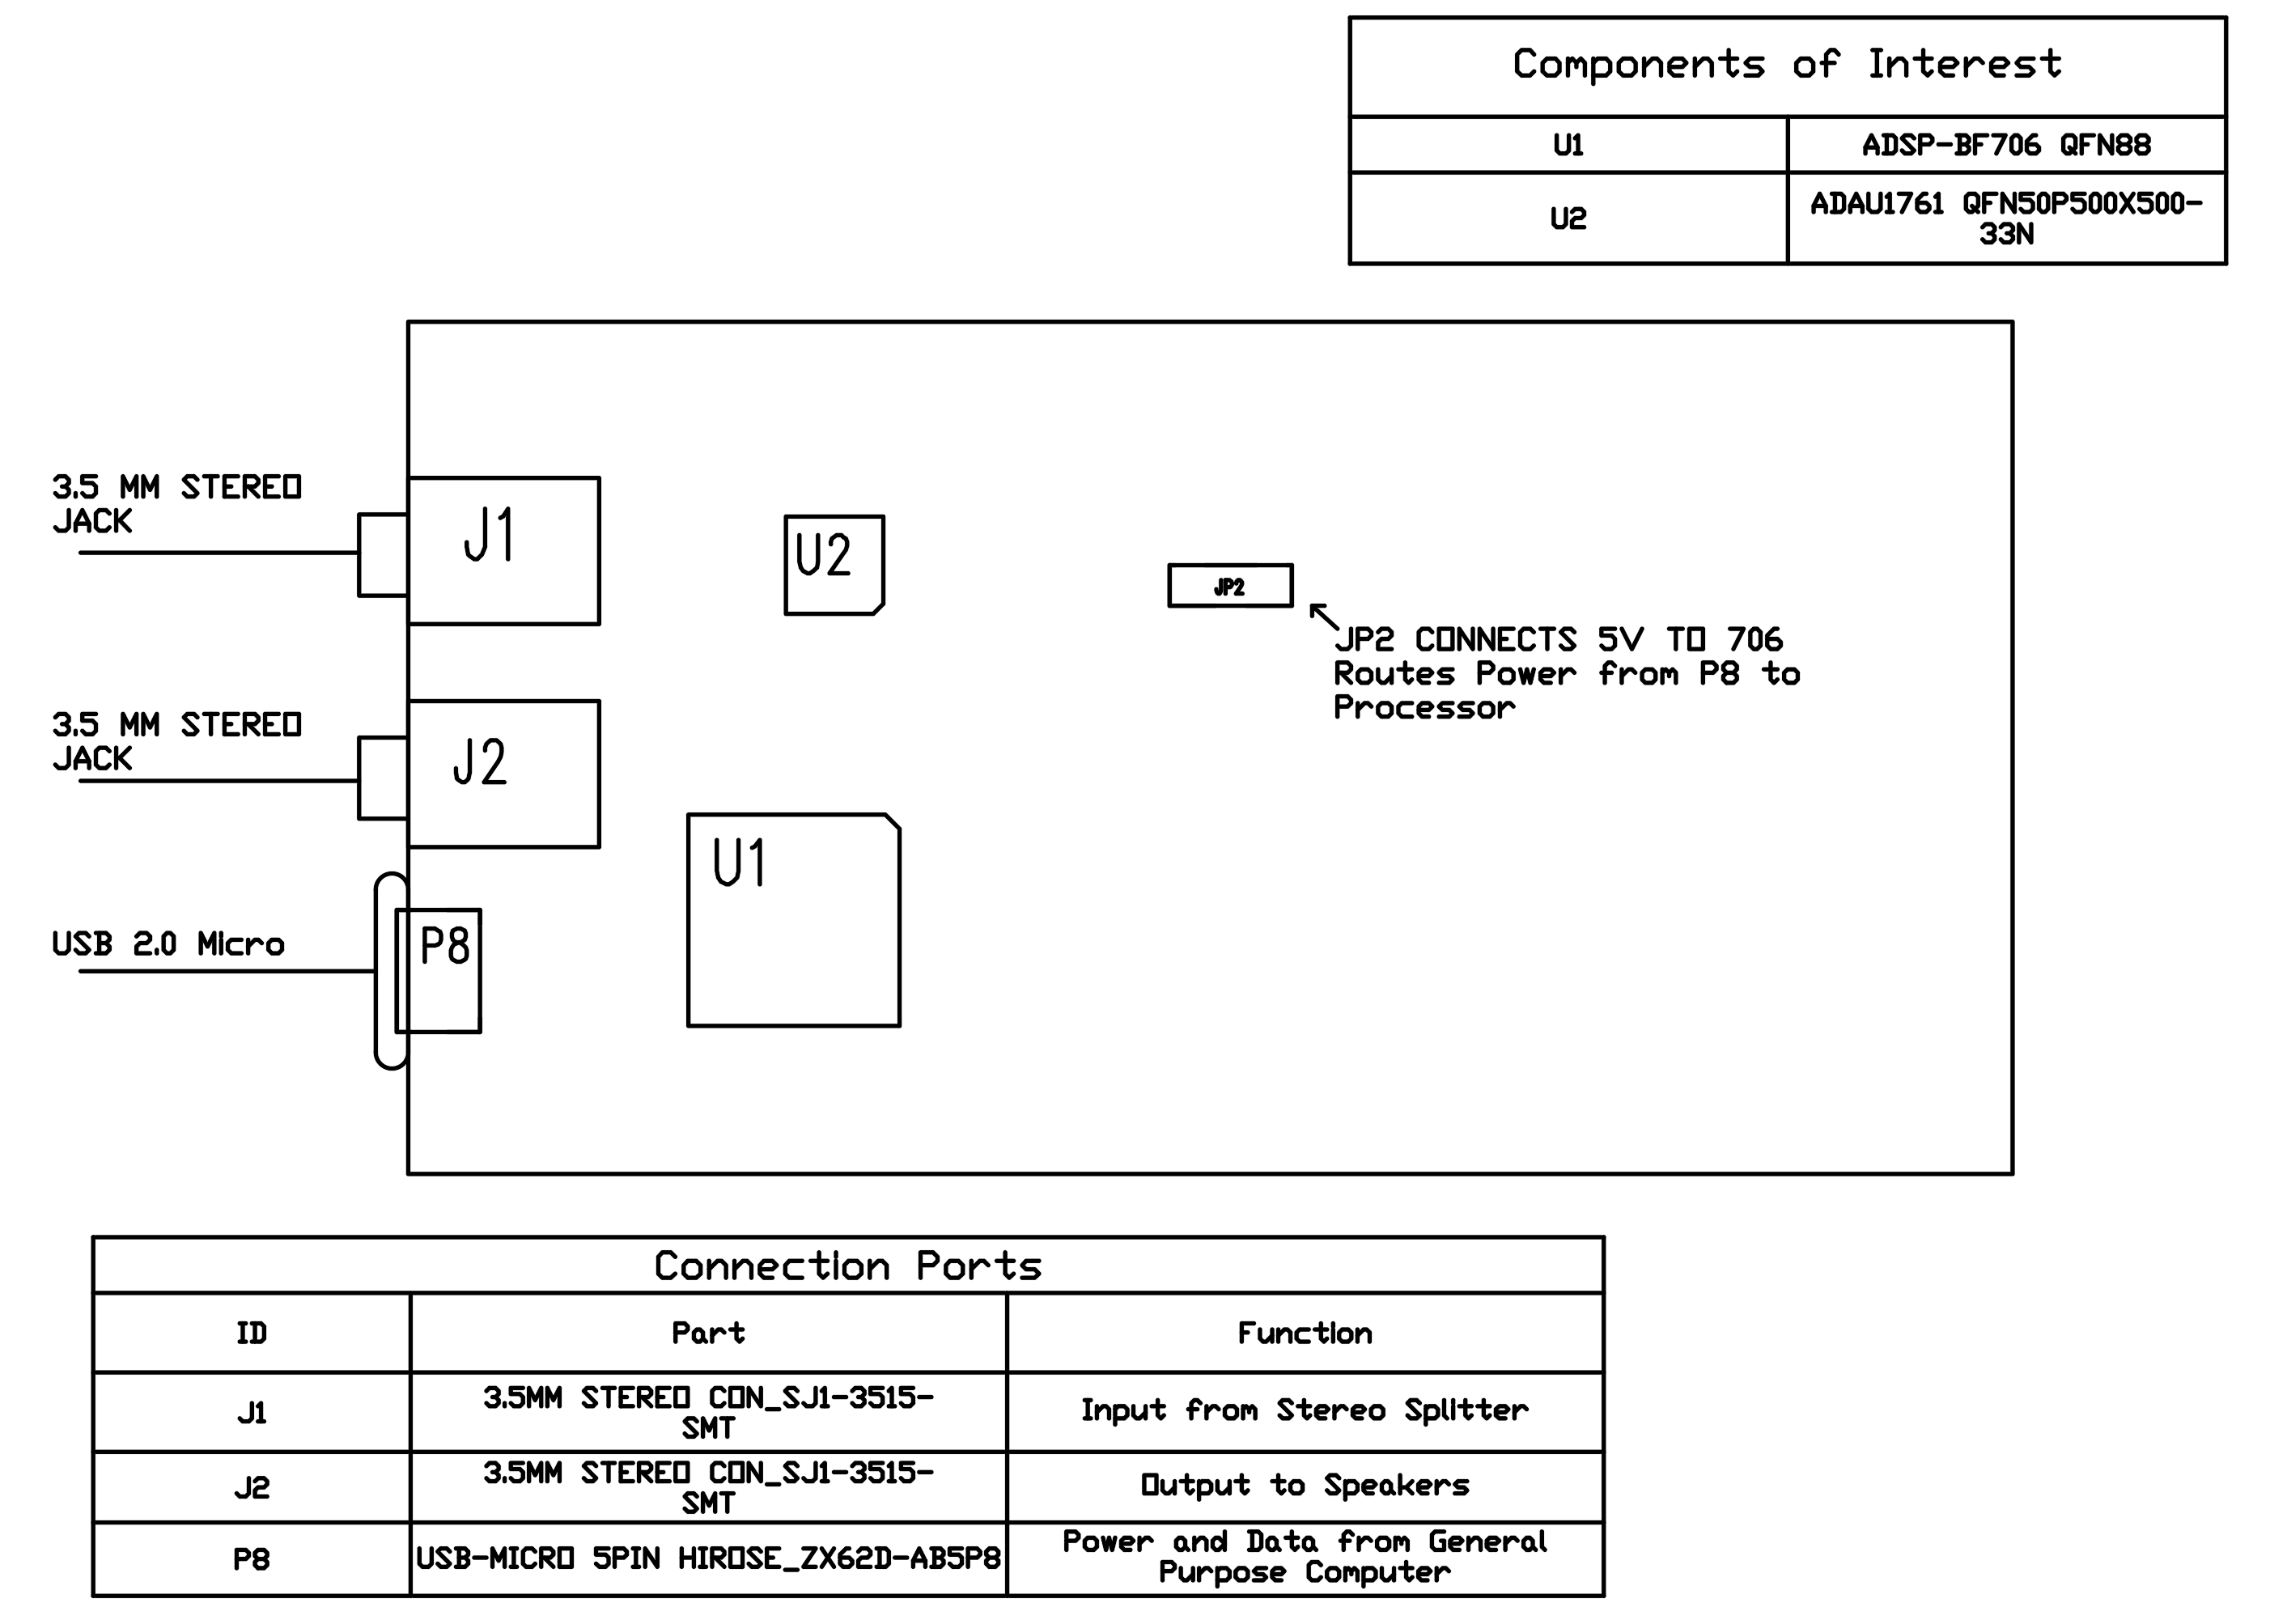 Components of Interest
U1
ADSP-BF706 QFN88
U2
ADAU1761 QFN50P500X500-
33N
3.5 MM STEREO
JACK
J1
U2
JP2
JP2 CONNECTS 5V TO 706
Routes Power from P8 to
Processor
3.5 MM STEREO
JACK
J2
U1
USB 2.0 Micro
P8
Connection Ports
ID
Part
Function
J1
3.5MM STEREO CON_SJ1-3515-
SMT
Input from Stereo Splitter
J2
3.5MM STEREO CON_SJ1-3515-
SMT
Output to Speakers
P8
USB-MICRO 5PIN HIROSE_ZX62D-AB5P8
Power and Data from General
Purpose Computer